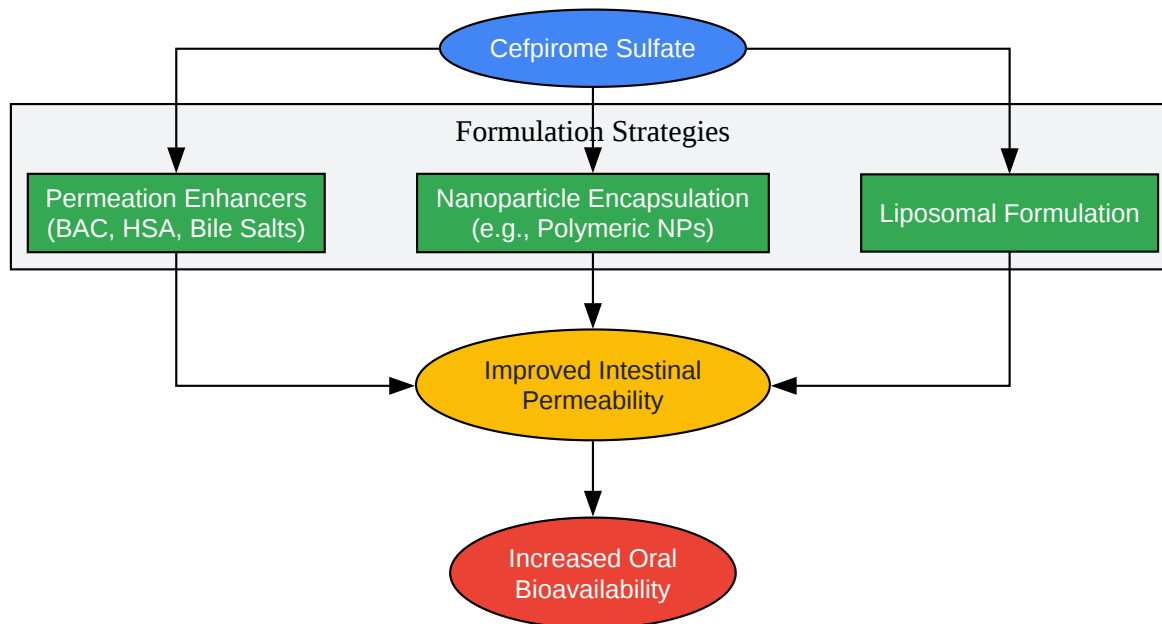 Cefpirome Sulfate
Formulation Strategies
Permeation Enhancers
(BAC, HSA, Bile Salts)
Nanoparticle Encapsulation
(e.g., Polymeric NPs)
Liposomal Formulation
Improved Intestinal
Permeability
Increased Oral
Bioavailability